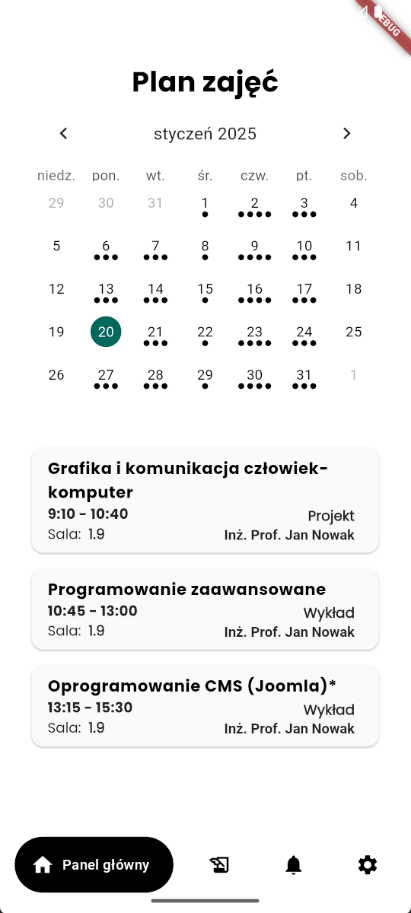 DEBUG
Plan zajęć
styczeń 2025
niedz. pon. wt. śr. czw. pt. sob.
29 30 31 1 2 3 4
5 6 7 8 9 10 11
12 13 14 15 16 17 18
19 20 21 22 23 24 25
26 27 28 29 30 31 1
Grafika i komunikacja człowiek-
komputer
9:10 - 10:40 Projekt
Sala: 1.9 Inż. Prof. Jan Nowak
Programowanie zaawansowane
10:45 - 13:00 Wykład
Sala: 1.9 Inż. Prof. Jan Nowak
Oprogramowanie CMS (Joomla)*
13:15 - 15:30 Wykład
Sala: 1.9 Inż. Prof. Jan Nowak
Panel główny